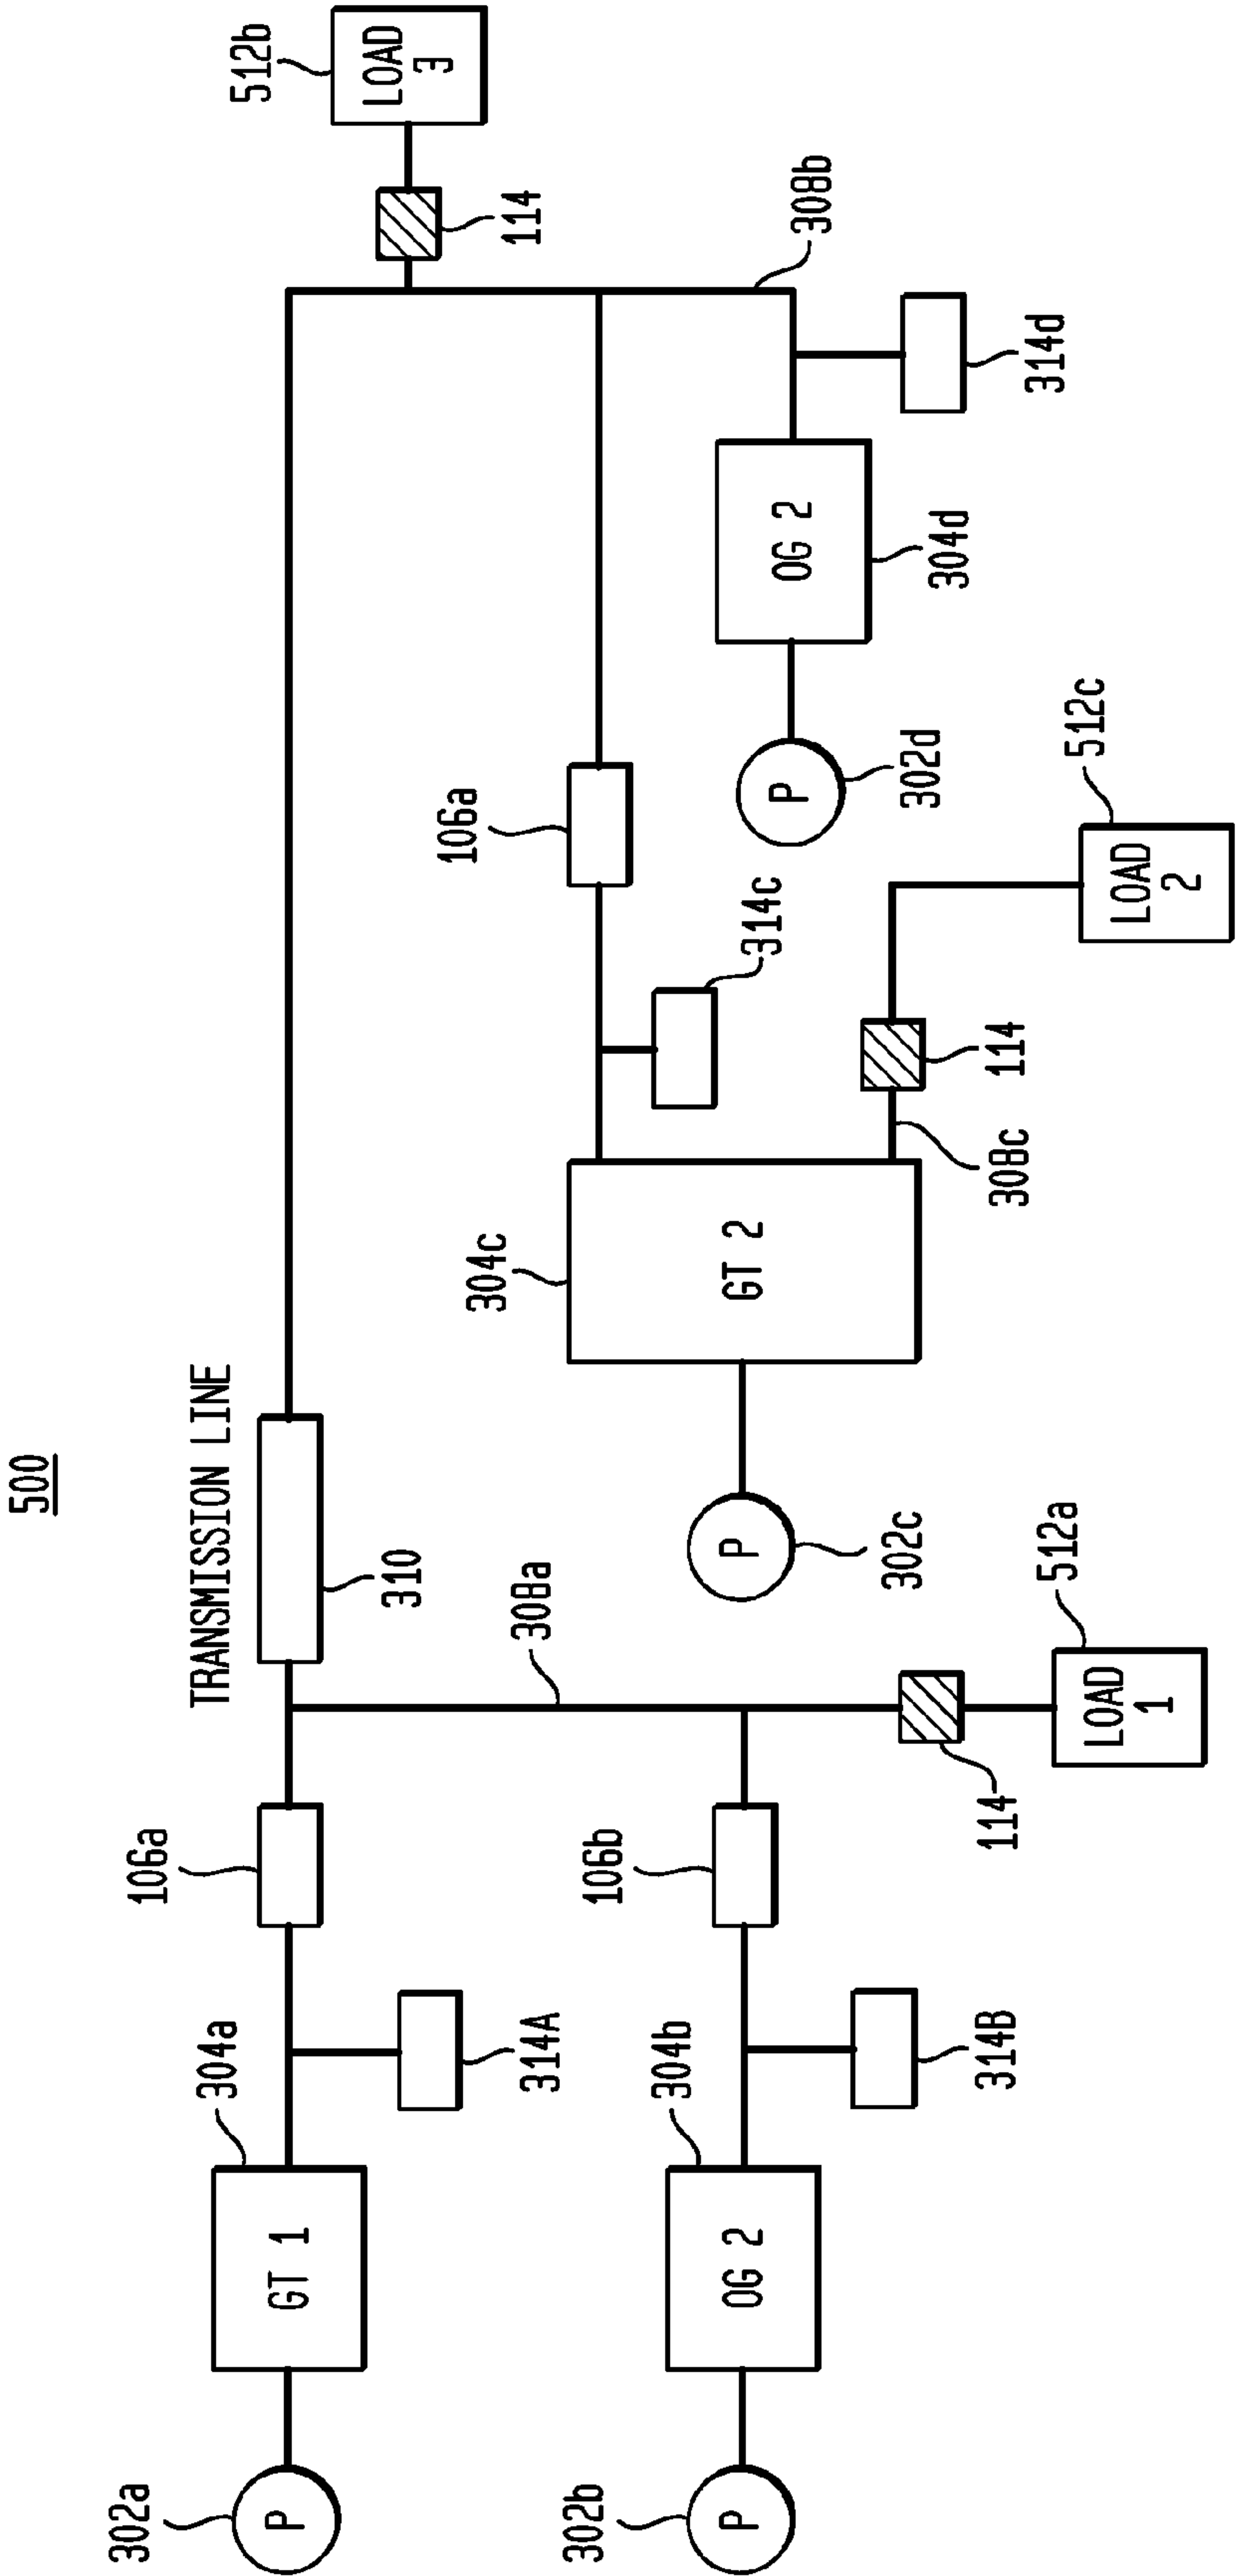 500
TRANSMISSION LINE
310
302a
P
304a
GT 1
314A
106a
308a
302b
P
304b
OG 2
314B
106b
114
512a
LOAD
1
302c
P
304c
GT 2
314c
106a
308c
114
512c
LOAD
2
302d
P
OG 2
304d
314d
308b
114
512b
LOAD
3